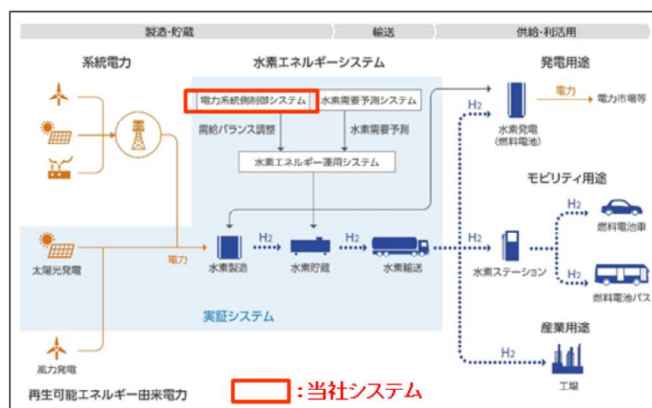 製造・貯蔵
輸送
供給・利活用
系統電力
水素エネルギーシステム
発電用途
電力系統側制御システム
水素需要予測システム
需給バランス調整
水素需要予測
水素エネルギー運用システム
H2
水素発電
(燃料電池)
電力
電力市場等
モビリティ用途
太陽光発電
電力
水素製造
H2
水素貯蔵
H2
水素輸送
H2
水素ステーション
H2
燃料電池車
H2
燃料電池バス
実証システム
風力発電
産業用途
H2
工場
再生可能エネルギー由来電力
:当社システム